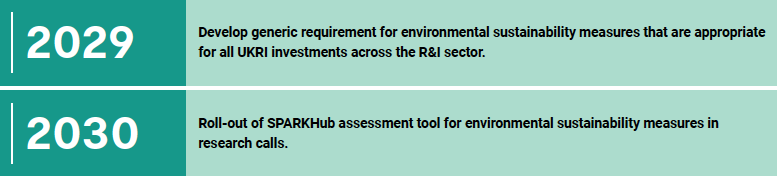 2029
Develop generic requirement for environmental sustainability measures that are appropriate
for all UKRI investments across the R&I sector.
2030
Roll-out of SPARKHub assessment tool for environmental sustainability measures in
research calls.